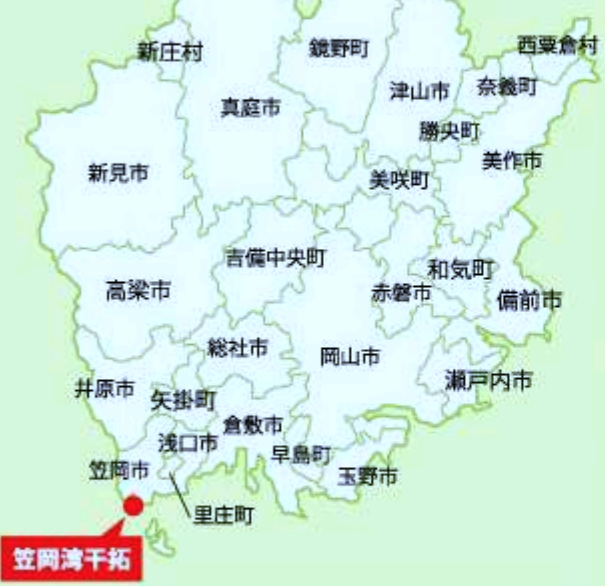 西粟倉村
新庄村
鏡野町
津山市
奈義町
真庭市
勝央町
美作市
新見市
美咲町
吉備中央町
和気町
高梁市
赤磐市
備前市
総社市
岡山市
瀬戸内市
井原市
矢掛町
倉敷市
浅口市
早島町
笠岡市
玉野市
里庄町
笠岡湾干拓